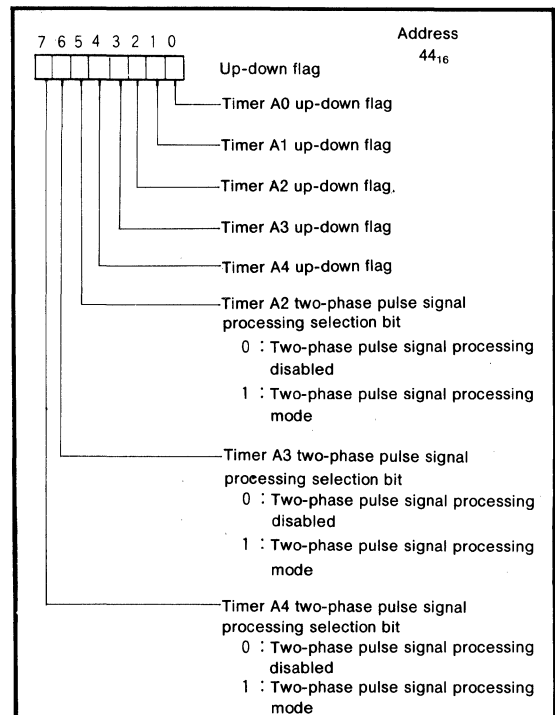 Address
44₁₆
7 6 5 4 3 2 1 0
Up-down flag
Timer A0 up-down flag
Timer A1 up-down flag
Timer A2 up-down flag.
Timer A3 up-down flag
Timer A4 up-down flag
Timer A2 two-phase pulse signal
processing selection bit
0 : Two-phase pulse signal processing
disabled
1 : Two-phase pulse signal processing
mode
Timer A3 two-phase pulse signal
processing selection bit
0 : Two-phase pulse signal processing
disabled
1 : Two-phase pulse signal processing
mode
Timer A4 two-phase pulse signal
processing selection bit
0 : Two-phase pulse signal processing
disabled
1 : Two-phase pulse signal processing
mode